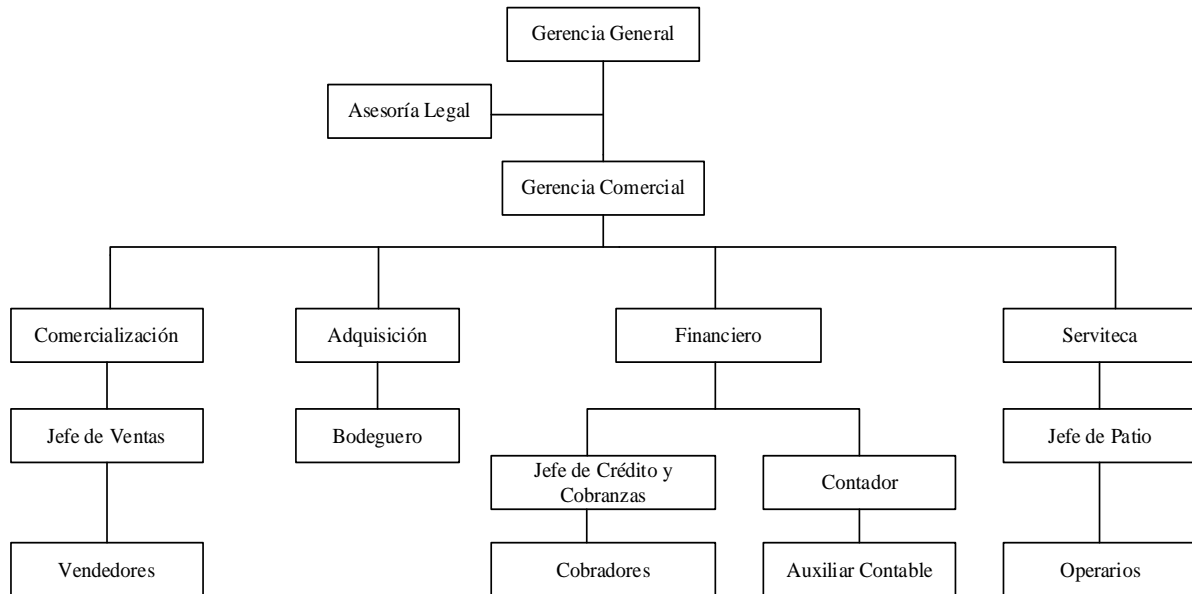 Gerencia General
Asesoría Legal
Gerencia Comercial
Comercialización
Adquisición
Financiero
Serviteca
Jefe de Ventas
Bodeguero
Jefe de Patio
Jefe de Crédito y
Cobranzas
Contador
Vendedores
Cobradores
Auxiliar Contable
Operarios